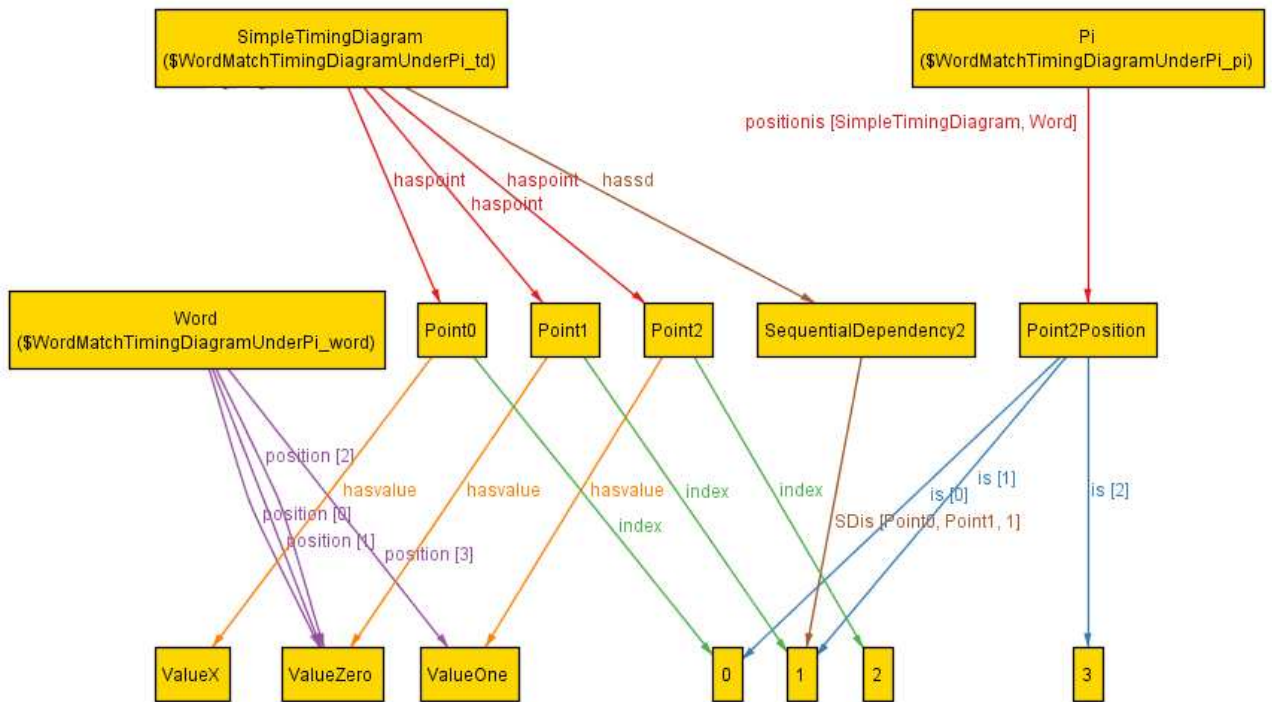 SimpleTimingDiagram
($WordMatchTimingDiagramUnderPi_td)
Pi
($WordMatchTimingDiagramUnderPi_pi)
positionis [SimpleTimingDiagram, Word]
haspoint
haspoint
hassd
haspoint
Word
($WordMatchTimingDiagramUnderPi_word)
Point0
Point1
Point2
SequentialDependency2
Point2Position
position [2]
hasvalue
hasvalue
hasvalue
index
index
is [1]
is [0]
is [2]
position [0]
index
SDis [Point0, Point1, 1]
position [1]
position [3]
ValueX
ValueZero
ValueOne
0
1
2
3